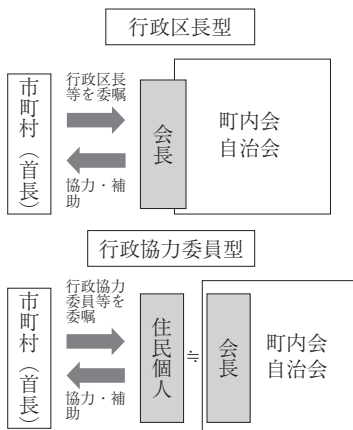 行政区長型
市町村（首長）
行政区長
等を委嘱
協力・補
助
会長
町内会
自治会
行政協力委員型
市町村（首長）
行政協力
委員等を
委嘱
協力・補
助
住民個人
≒
会長
町内会
自治会